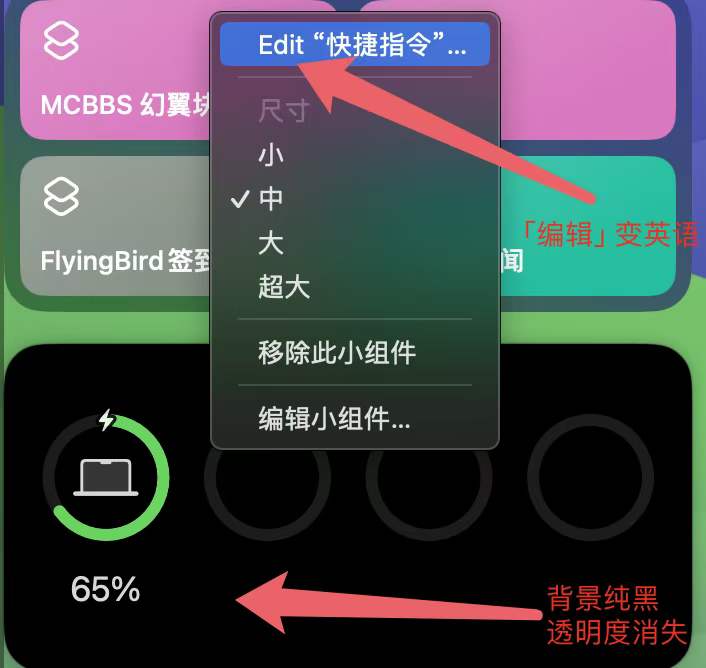 Edit “快捷指令”...
MCBBS 幻翼块
尺寸
小
中
大
超大
「编辑」变英语
FlyingBird签到
闻
移除此小组件
编辑小组件...
65%
背景纯黑
透明度消失